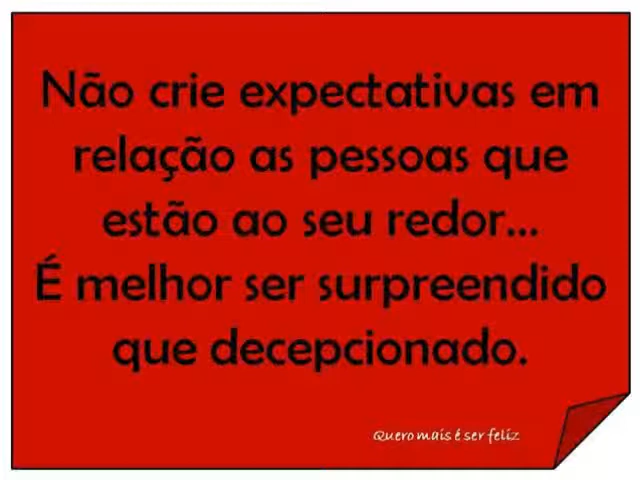 Não crie expectativas em
relação as pessoas que
estão ao seu redor...
É melhor ser surpreendido
que decepcionado.
Quero mais é ser feliz